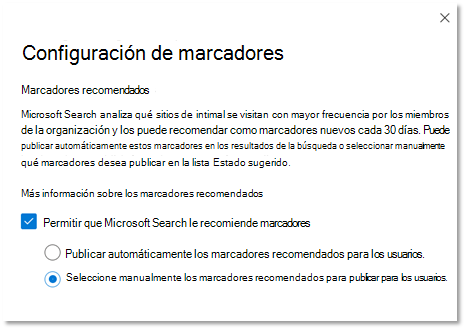 Configuración de marcadores
Marcadores recomendados
Microsoft Search analiza qué sitios de intimal se visitan con mayor frecuencia por los miembros
de la organización y los puede recomendar como marcadores nuevos cada 30 días. Puede
publicar automáticamente estos marcadores en los resultados de la búsqueda o seleccionar manualmente
qué marcadores desea publicar en la lista Estado sugerido.
Más información sobre los marcadores recomendados
Permitir que Microsoft Search le recomiende marcadores
Publicar automáticamente los marcadores recomendados para los usuarios.
Seleccione manualmente los marcadores recomendados para publicar para los usuarios.